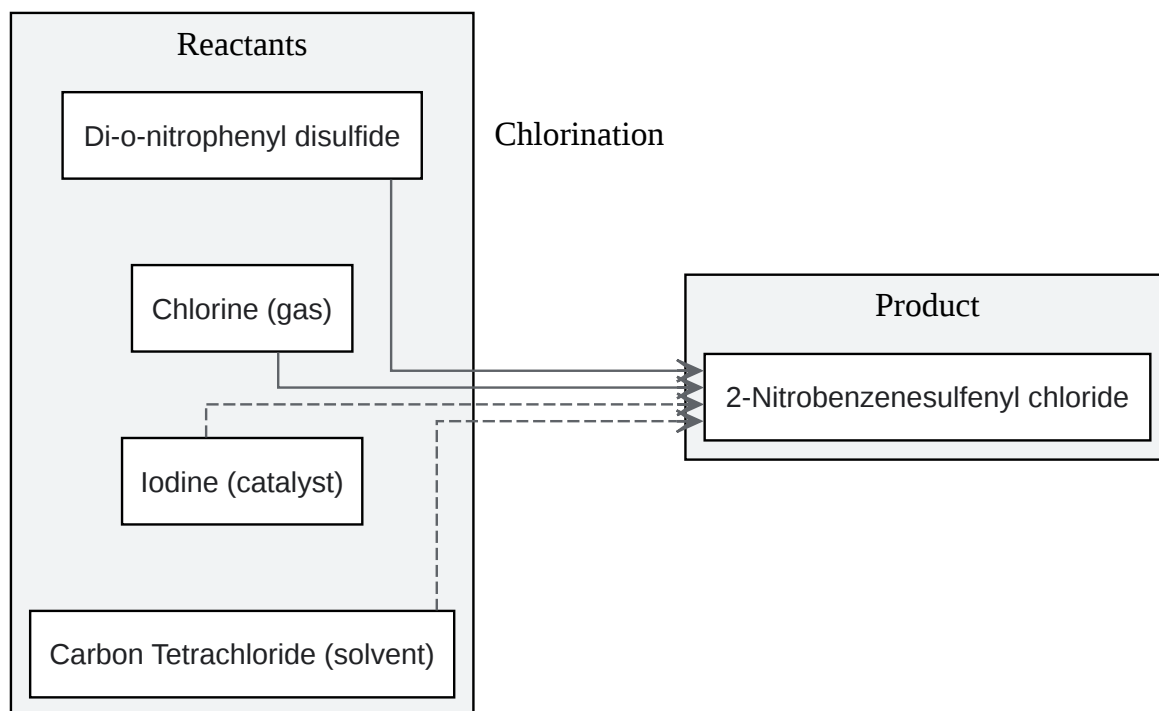 Reactants
Di-o-nitrophenyl disulfide
Chlorination
Chlorine (gas)
Product
2-Nitrobenzenesulfenyl chloride
Iodine (catalyst)
Carbon Tetrachloride (solvent)